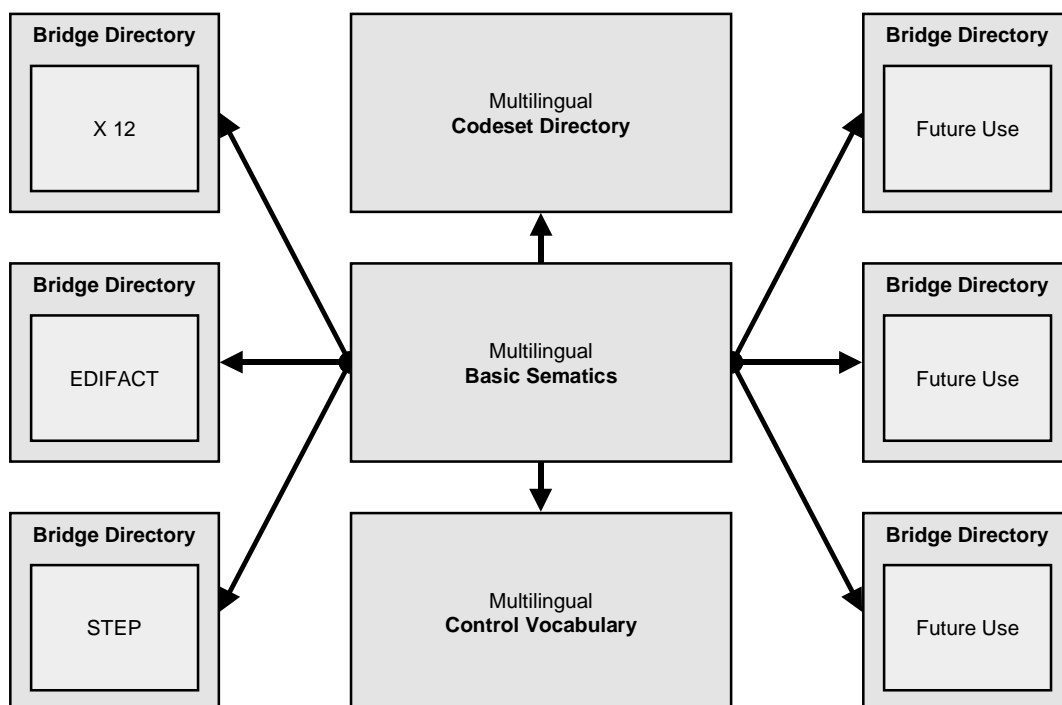 Bridge Directory
X 12
Multilingual
Codeset Directory
Bridge Directory
Future Use
Bridge Directory
EDIFACT
Multilingual
Basic Sematics
Bridge Directory
Future Use
Bridge Directory
STEP
Multilingual
Control Vocabulary
Bridge Directory
Future Use